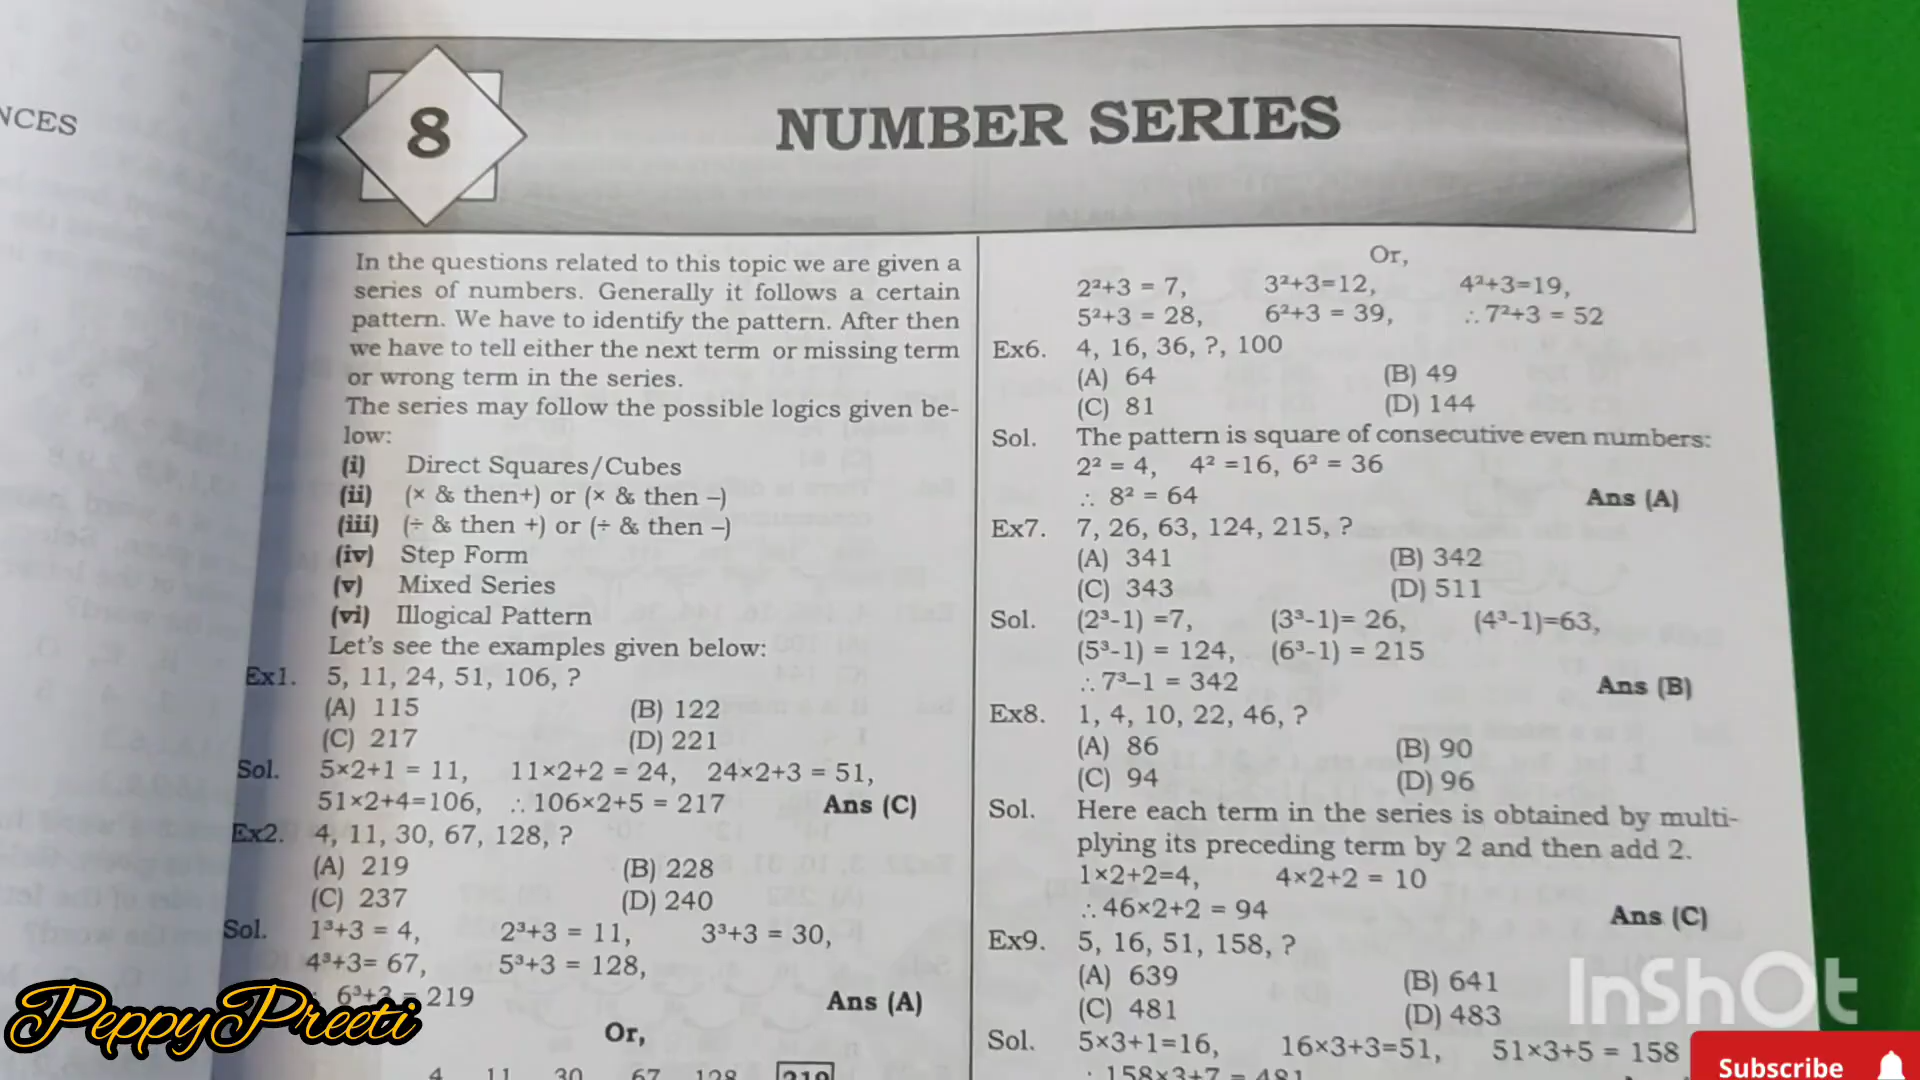 NCES
8
NUMBER SERIES
In the questions related to this topic we are given a
series of numbers. Generally it follows a certain
pattern. We have to identify the pattern. After then
we have to tell either the next term or missing term
or wrong term in the series.
The series may follow the possible logics given be-
low:
(i) Direct Squares/Cubes
(ii) (× & then+) or (× & then –)
(iii) (÷ & then +) or (÷ & then –)
(iv) Step Form
(v) Mixed Series
(vi) Illogical Pattern
Let's see the examples given below:
Ex1. 5, 11, 24, 51, 106, ?
(A) 115 (B) 122
(C) 217 (D) 221
Sol. 5×2+1 = 11, 11×2+2 = 24, 24×2+3 = 51,
51×2+4=106, ∴ 106×2+5 = 217 Ans (C)
Ex2. 4, 11, 30, 67, 128, ?
(A) 219 (B) 228
(C) 237 (D) 240
Sol. 1³+3 = 4, 2³+3 = 11, 3³+3 = 30,
4³+3= 67, 5³+3 = 128,
6³+3 = 219 Ans (A)
Or,
4 11 30 67 128 219
Or,
2²+3 = 7, 3²+3=12, 4²+3=19,
5²+3 = 28, 6²+3 = 39, ∴ 7²+3 = 52
Ex6. 4, 16, 36, ?, 100
(A) 64 (B) 49
(C) 81 (D) 144
Sol. The pattern is square of consecutive even numbers:
2² = 4, 4² =16, 6² = 36
∴ 8² = 64 Ans (A)
Ex7. 7, 26, 63, 124, 215, ?
(A) 341 (B) 342
(C) 343 (D) 511
Sol. (2³-1) =7, (3³-1)= 26, (4³-1)=63,
(5³-1) = 124, (6³-1) = 215
∴ 7³–1 = 342 Ans (B)
Ex8. 1, 4, 10, 22, 46, ?
(A) 86 (B) 90
(C) 94 (D) 96
Sol. Here each term in the series is obtained by multi-
plying its preceding term by 2 and then add 2.
1×2+2=4, 4×2+2 = 10
∴ 46×2+2 = 94 Ans (C)
Ex9. 5, 16, 51, 158, ?
(A) 639 (B) 641
(C) 481 (D) 483
Sol. 5×3+1=16, 16×3+3=51, 51×3+5 = 158
158×3+7 = 481
PeppyPreeti
InShOt
Subscribe